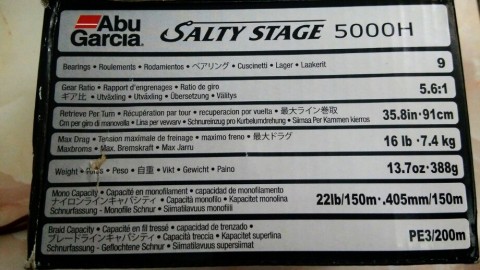 Abu Garcia® SALTY STAGE 5000H
Bearings • Roulements • Rodamientos • ベアリング • Cuscinetti • Lager • Laakerit 9
Gear Ratio • Rapport d'engrenages • Ratio de giro
ギア比 • Utväxling • Utväxling • Übersetzung • Välitys 5.6:1
Retrieve Per Turn • Récupération par tour • recuperacion por vuelta • 最大ライン巻取
Cm per giro di manovella • Lina per vevvarv • Schnureinzug pro Kurbelumdrehung • Siimaa Per Kammen kierros 35.8in·91cm
Max Drag • Tension maximale de freinage • maximo treno • 最大ドラグ
Maxbroms • Max, Bremskraft • Max Jarru 16 lb·7.4 kg
Weight • Poids • Peso • 自重 • Vikt • Gewicht • Paino 13.7oz·388g
Mono Capacity • Capacité en monofilament • capacidad de monofilamento
ナイロンラインキャパシティ • Capacità monofilo • Kapacitet monolina
Schnurfassung - Monofile Schnur • Siimatilavuus monofiili 22lb/150m·.405mm/150m
Braid Capacity • Capacité en fil tressé • capacidad de trenzado •
ブレードラインキャパシティ • Capacità treccia • Kapacitet superlina
Schnurfassung - Geflochtene Schnur • Siimatilavuus supersiimat PE3/200m